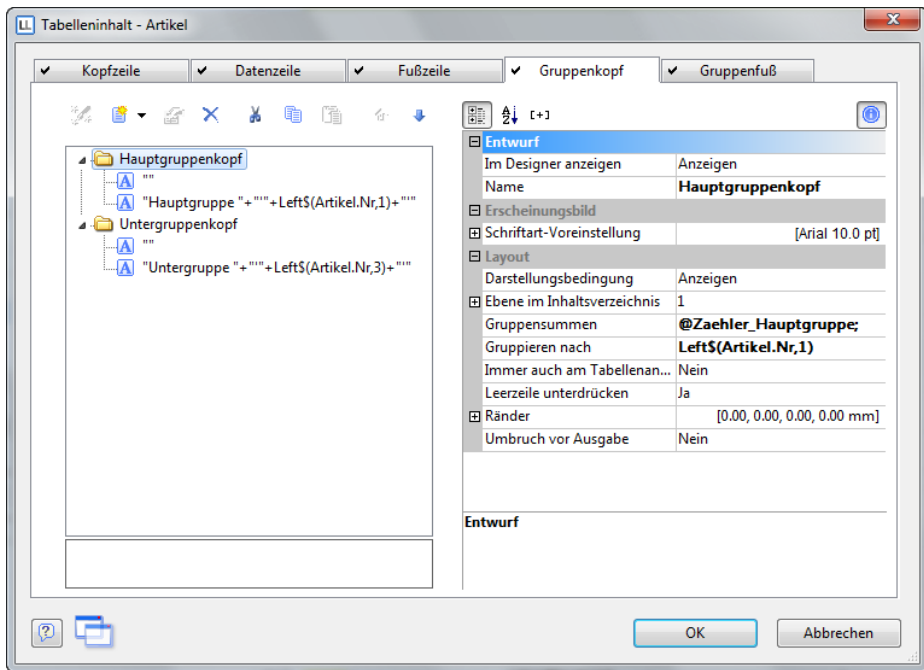 LL Tabelleninhalt - Artikel
Kopfzeile Datenzeile Fußzeile Gruppenkopf Gruppenfuß
Hauptgruppenkopf
A ""
A "Hauptgruppe "+"'"+Left$(Artikel.Nr,1)+"'"
Untergruppenkopf
A ""
A "Untergruppe "+"'"+Left$(Artikel.Nr,3)+"'"
A Z [+]
Entwurf
Im Designer anzeigen Anzeigen
Name Hauptgruppenkopf
Erscheinungsbild
Schriftart-Voreinstellung [Arial 10.0 pt]
Layout
Darstellungsbedingung Anzeigen
Ebene im Inhaltsverzeichnis 1
Gruppensummen @Zaehler_Hauptgruppe;
Gruppieren nach Left$(Artikel.Nr,1)
Immer auch am Tabellenan... Nein
Leerzeile unterdrücken Ja
Ränder [0.00, 0.00, 0.00, 0.00 mm]
Umbruch vor Ausgabe Nein
Entwurf
OK Abbrechen